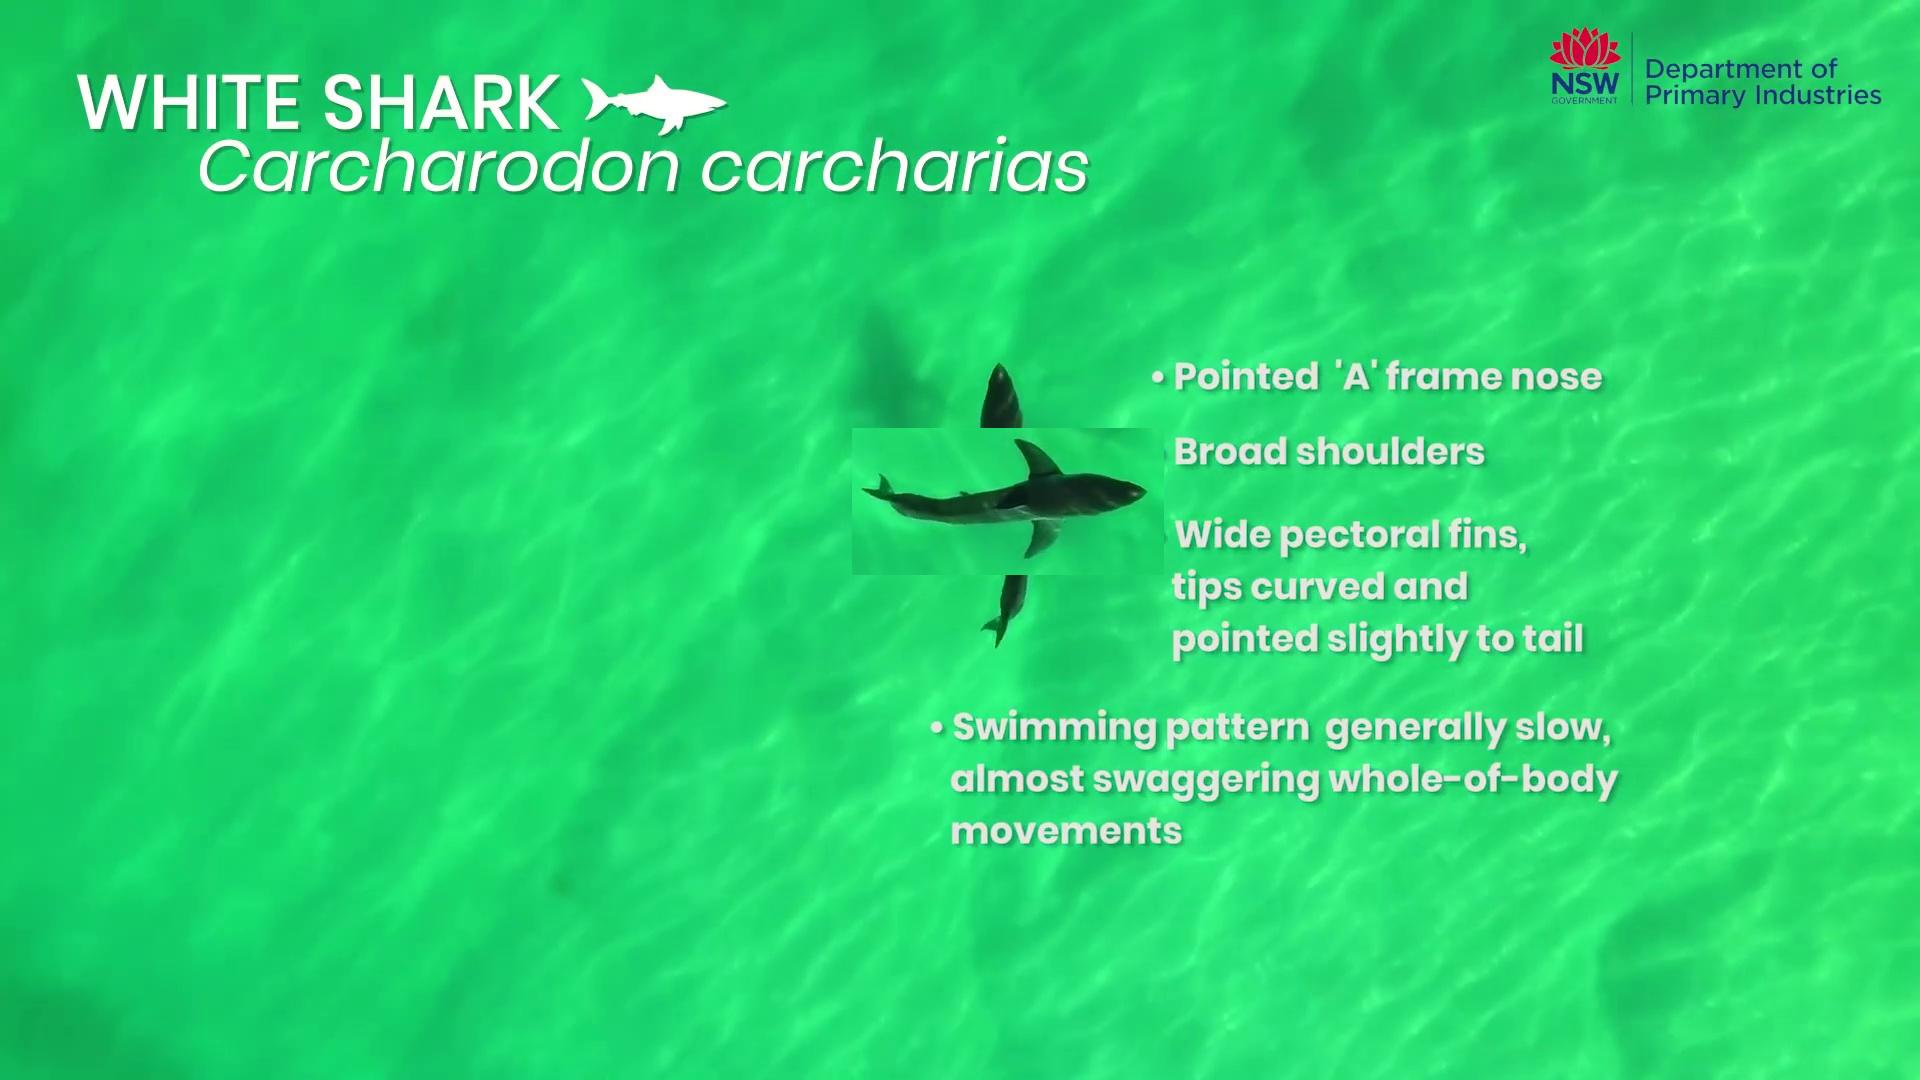 WHITE SHARK
Carcharodon carcharias
NSW
GOVERNMENT
Department of
Primary Industries
• Pointed 'A' frame nose
Broad shoulders
Wide pectoral fins,
tips curved and
pointed slightly to tail
• Swimming pattern generally slow,
almost swaggering whole-of-body
movements